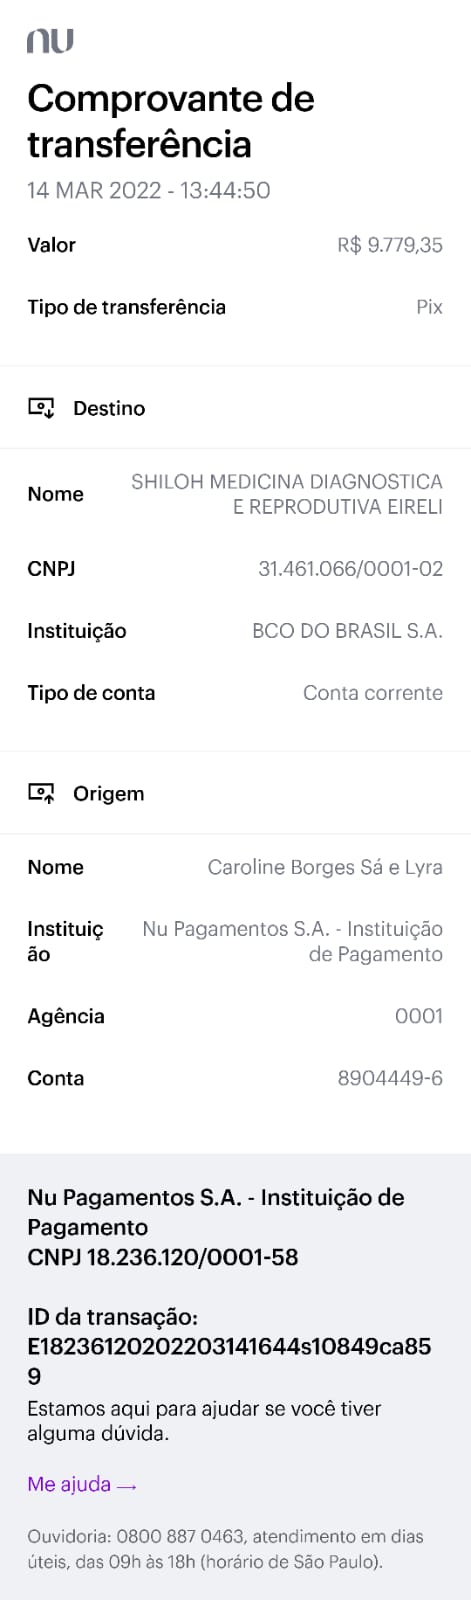 nu
Comprovante de
transferência
14 MAR 2022 - 13:44:50
Valor R$ 9.779,35
Tipo de transferência Pix
Destino
Nome SHILOH MEDICINA DIAGNOSTICA
E REPRODUTIVA EIRELI
CNPJ 31.461.066/0001-02
Instituição BCO DO BRASIL S.A.
Tipo de conta Conta corrente
Origem
Nome Caroline Borges Sá e Lyra
Instituiç Nu Pagamentos S.A. - Instituição
ão de Pagamento
Agência 0001
Conta 8904449-6
Nu Pagamentos S.A. - Instituição de
Pagamento
CNPJ 18.236.120/0001-58
ID da transação:
E18236120202203141644s10849ca85
9
Estamos aqui para ajudar se você tiver
alguma dúvida.
Me ajuda →
Ouvidoria: 0800 887 0463, atendimento em dias
úteis, das 09h às 18h (horário de São Paulo).